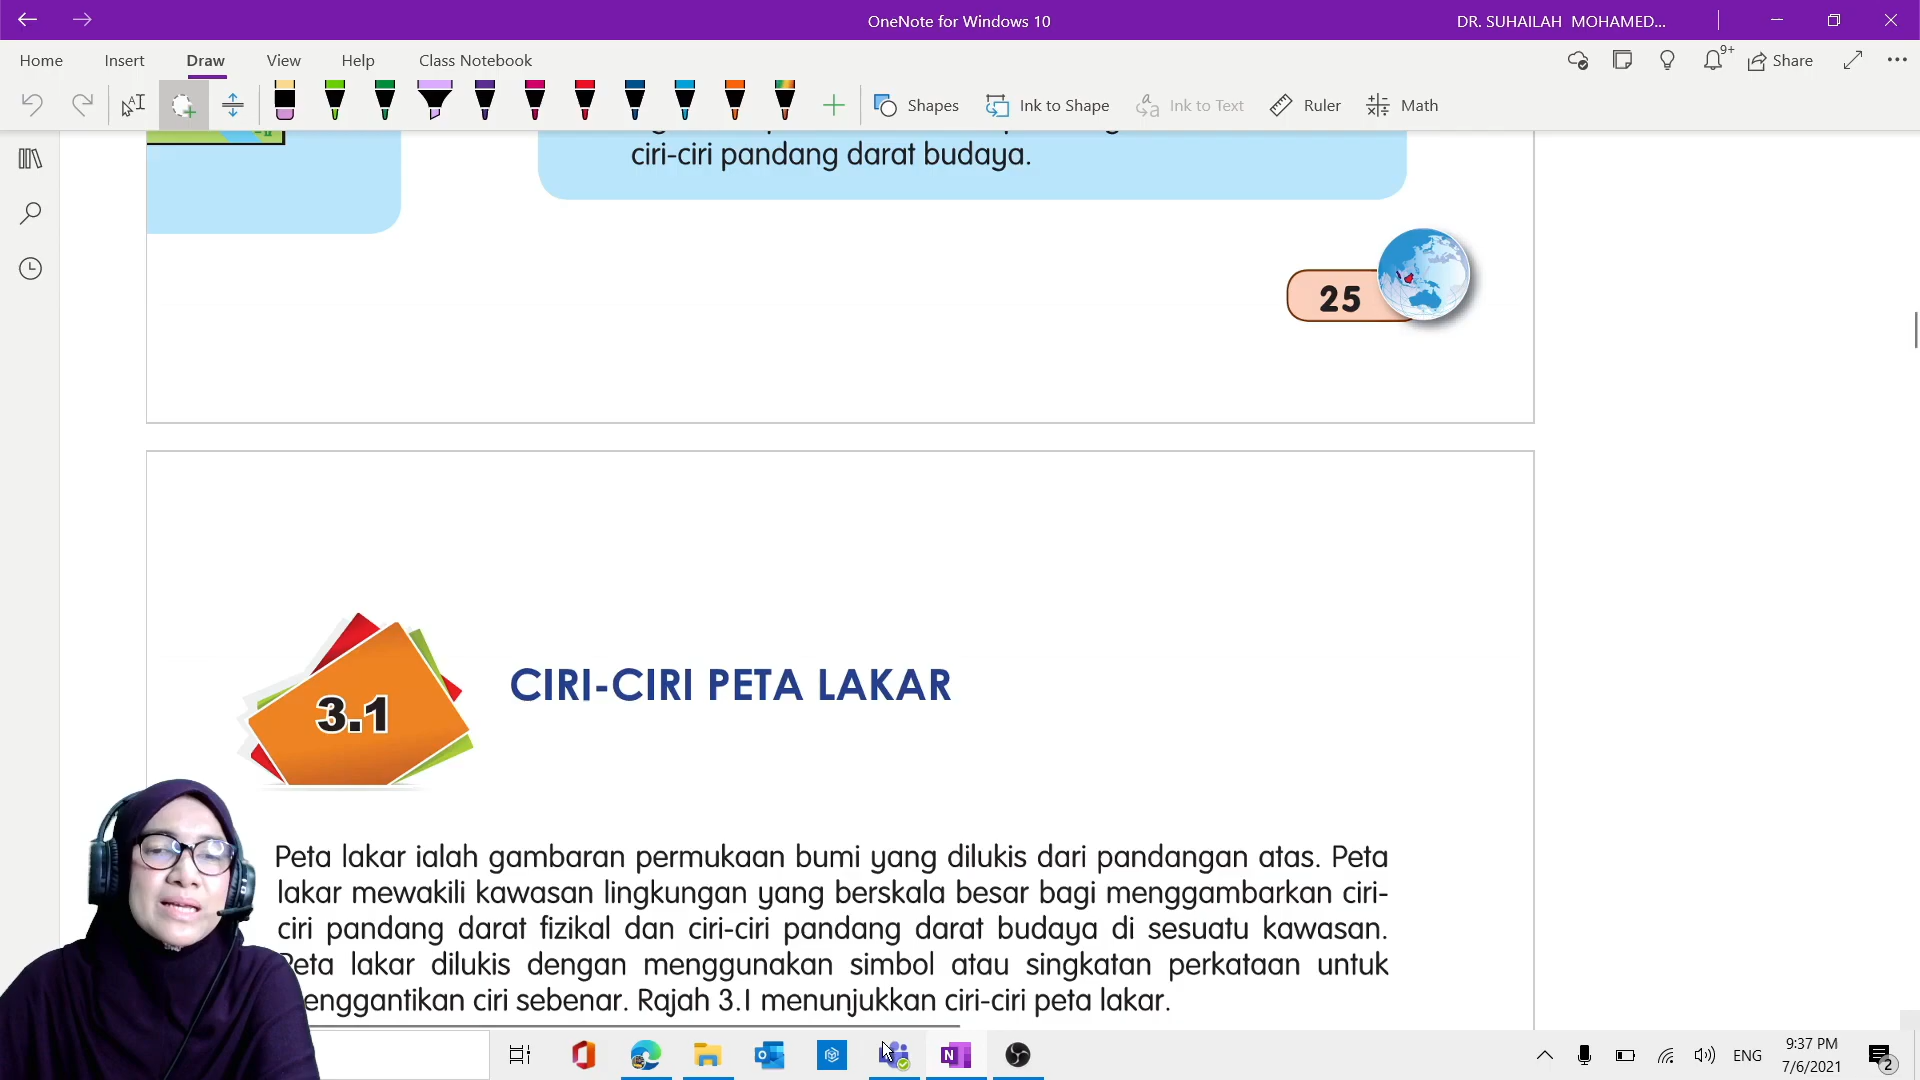 OneNote for Windows 10
DR. SUHAILAH MOHAMED...
Home Insert Draw View Help Class Notebook
9+
Share
Shapes Ink to Shape Ink to Text Ruler Math
ciri-ciri pandang darat budaya.
25
3.1
CIRI-CIRI PETA LAKAR
Peta lakar ialah gambaran permukaan bumi yang dilukis dari pandangan atas. Peta
lakar mewakili kawasan lingkungan yang berskala besar bagi menggambarkan ciri-
ciri pandang darat fizikal dan ciri-ciri pandang darat budaya di sesuatu kawasan.
Peta lakar dilukis dengan menggunakan simbol atau singkatan perkataan untuk
enggantikan ciri sebenar. Rajah 3.1 menunjukkan ciri-ciri peta lakar.
ENG
9:37 PM
7/6/2021
2